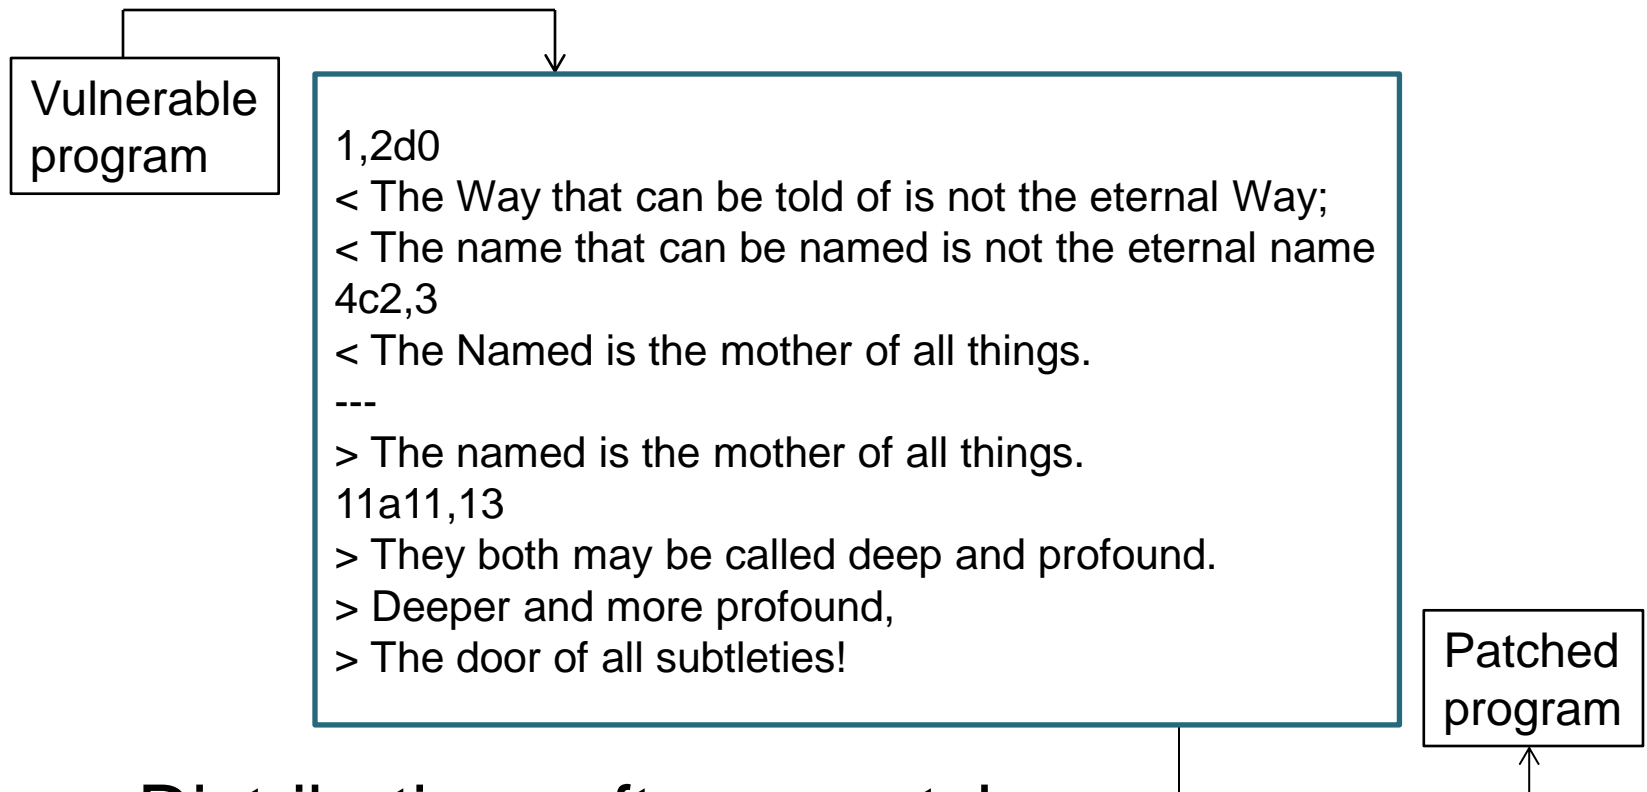 Vulnerable
program
1,2d0
< The Way that can be told of is not the eternal Way;
< The name that can be named is not the eternal name
4c2,3
< The Named is the mother of all things.
---
> The named is the mother of all things.
11a11,13
> They both may be called deep and profound.
> Deeper and more profound,
> The door of all subtleties!
Patched
program